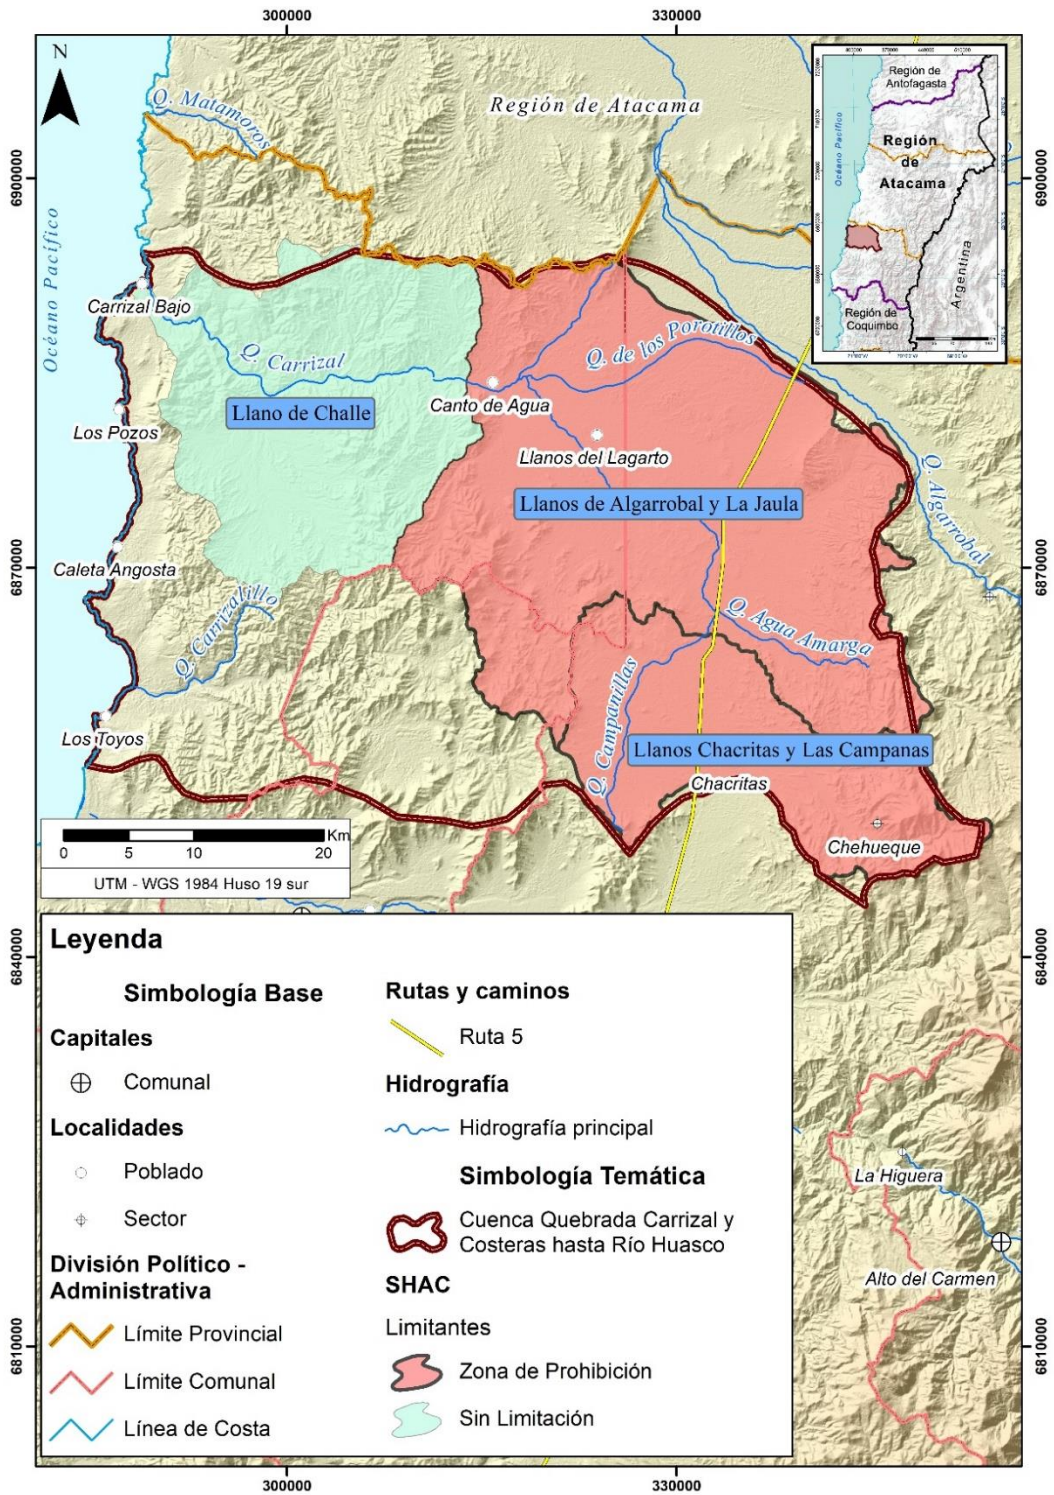 300000
330000
N
Q. Matamoros
Región de Atacama
6900000
6900000
Región de
Antofagasta
Océano Pacífico
Región
de
Atacama
Argentina
Región de
Coquimbo
Océano Pacífico
Carrizal Bajo
Q. Carrizal
Q. de los Porotillos
Llano de Challe
Canto de Agua
Los Pozos
Llanos del Lagarto
Q. Algarrobal
Llanos de Algarrobal y La Jaula
6870000
6870000
Caleta Angosta
Q. Carrizalillo
Q. Agua Amarga
Q. Campanillas
Los Toyos
Llanos Chacritas y Las Campanas
Chacritas
Chehueque
Km
0 5 10 20
UTM - WGS 1984 Huso 19 sur
6840000
6840000
Leyenda
Simbología Base
Capitales
Comunal
Localidades
Poblado
Sector
División Político -
Administrativa
Límite Provincial
Límite Comunal
Línea de Costa
Rutas y caminos
Ruta 5
Hidrografía
Hidrografía principal
Simbología Temática
Cuenca Quebrada Carrizal y
Costeras hasta Río Huasco
SHAC
Limitantes
Zona de Prohibición
Sin Limitación
La Higuera
Alto del Carmen
6810000
6810000
300000
330000